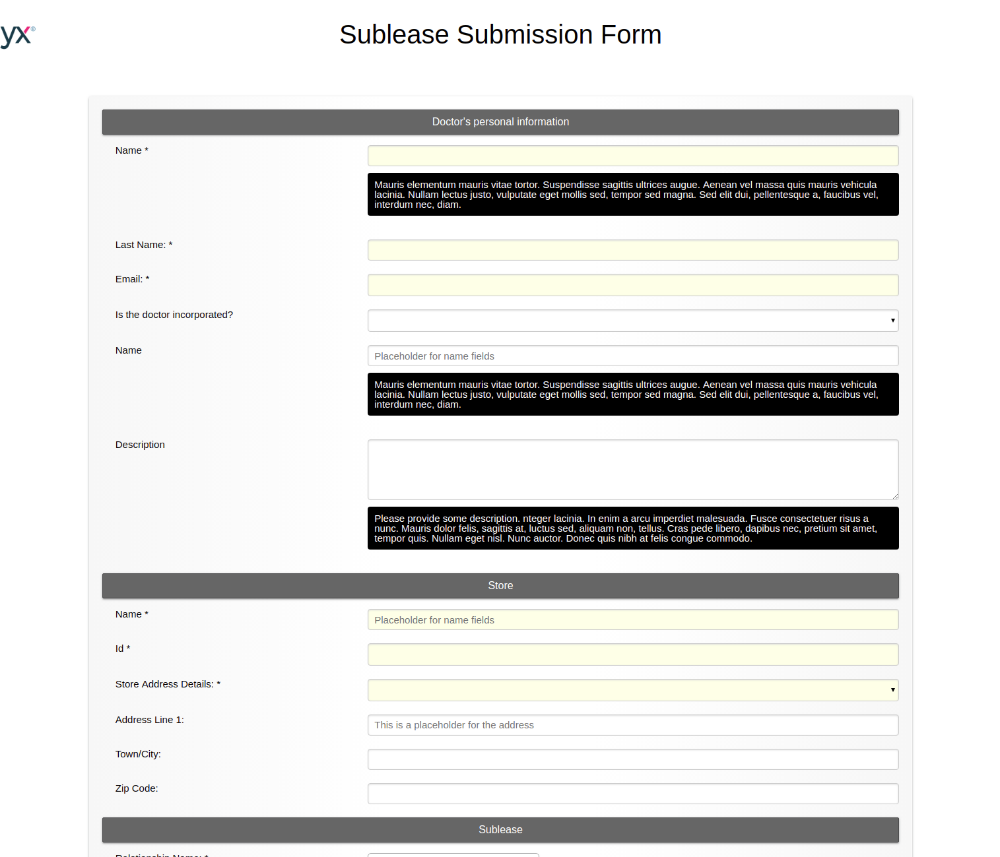 yx®
Sublease Submission Form
Doctor's personal information
Name *
Mauris elementum mauris vitae tortor. Suspendisse sagittis ultrices augue. Aenean vel massa quis mauris vehicula
lacinia. Nullam lectus justo, vulputate eget mollis sed, tempor sed magna. Sed elit dui, pellentesque a, faucibus vel,
interdum nec, diam.
Last Name: *
Email: *
Is the doctor incorporated?
Name
Placeholder for name fields
Mauris elementum mauris vitae tortor. Suspendisse sagittis ultrices augue. Aenean vel massa quis mauris vehicula
lacinia. Nullam lectus justo, vulputate eget mollis sed, tempor sed magna. Sed elit dui, pellentesque a, faucibus vel,
interdum nec, diam.
Description
Please provide some description. nteger lacinia. In enim a arcu imperdiet malesuada. Fusce consectetuer risus a
nunc. Mauris dolor felis, sagittis at, luctus sed, aliquam non, tellus. Cras pede libero, dapibus nec, pretium sit amet,
tempor quis. Nullam eget nisl. Nunc auctor. Donec quis nibh at felis congue commodo.
Store
Name *
Placeholder for name fields
Id *
Store Address Details: *
Address Line 1:
This is a placeholder for the address
Town/City:
Zip Code:
Sublease
Relationship Name: *